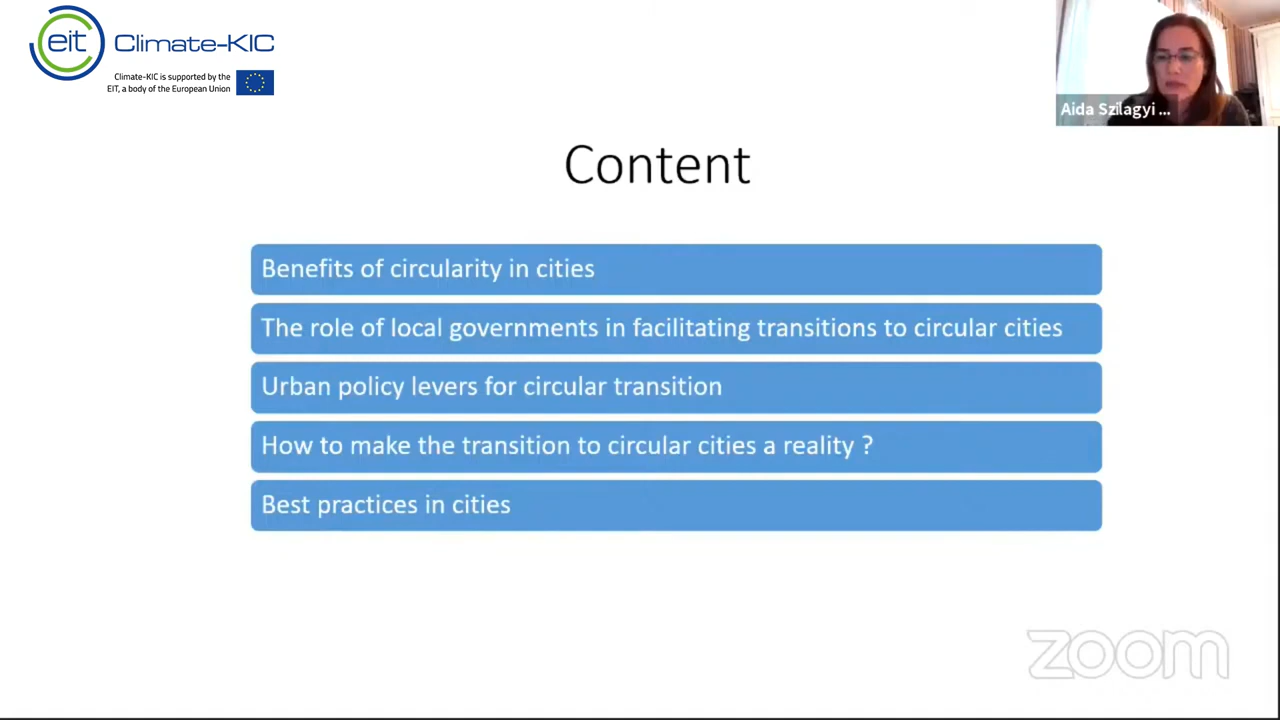 eit Climate-KIC
Climate-KIC is supported by the
EIT, a body of the European Union
Aida Szilagyi ...
Content
Benefits of circularity in cities
The role of local governments in facilitating transitions to circular cities
Urban policy levers for circular transition
How to make the transition to circular cities a reality ?
Best practices in cities
zoom